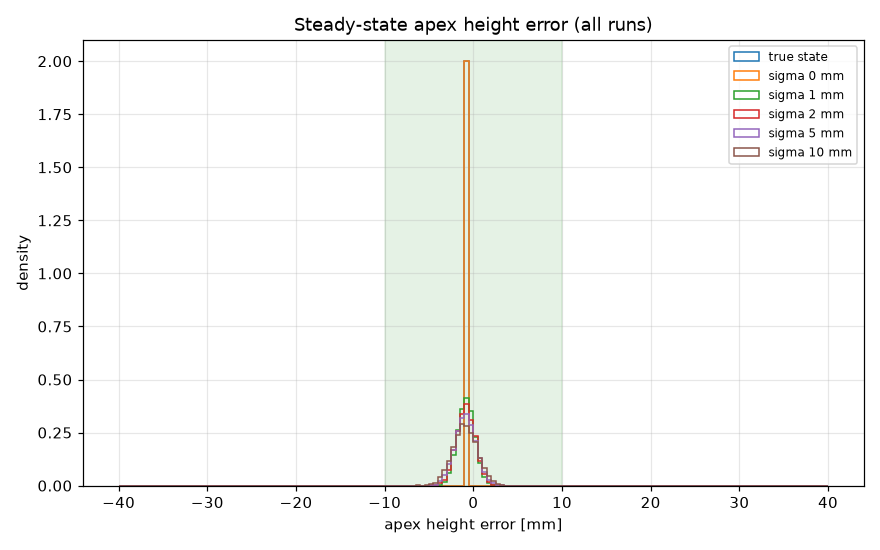 Steady-state apex height error (all runs)
2.00
1.75
1.50
1.25
1.00
0.75
0.50
0.25
0.00
density
true state
sigma 0 mm
sigma 1 mm
sigma 2 mm
sigma 5 mm
sigma 10 mm
−40
−30
−20
−10
0
10
20
30
40
apex height error [mm]